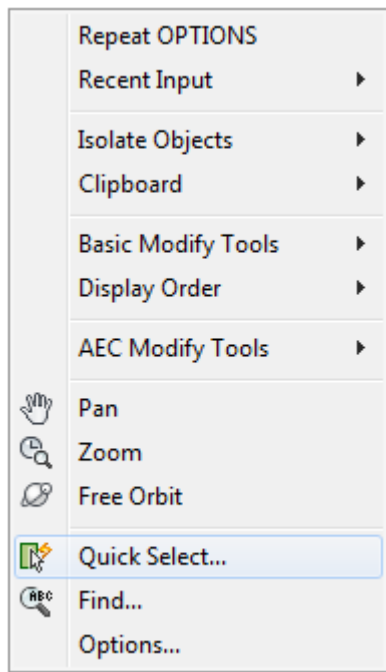 Repeat OPTIONS
Recent Input
Isolate Objects
Clipboard
Basic Modify Tools
Display Order
AEC Modify Tools
Pan
Zoom
Free Orbit
Quick Select...
ABC Find...
Options...